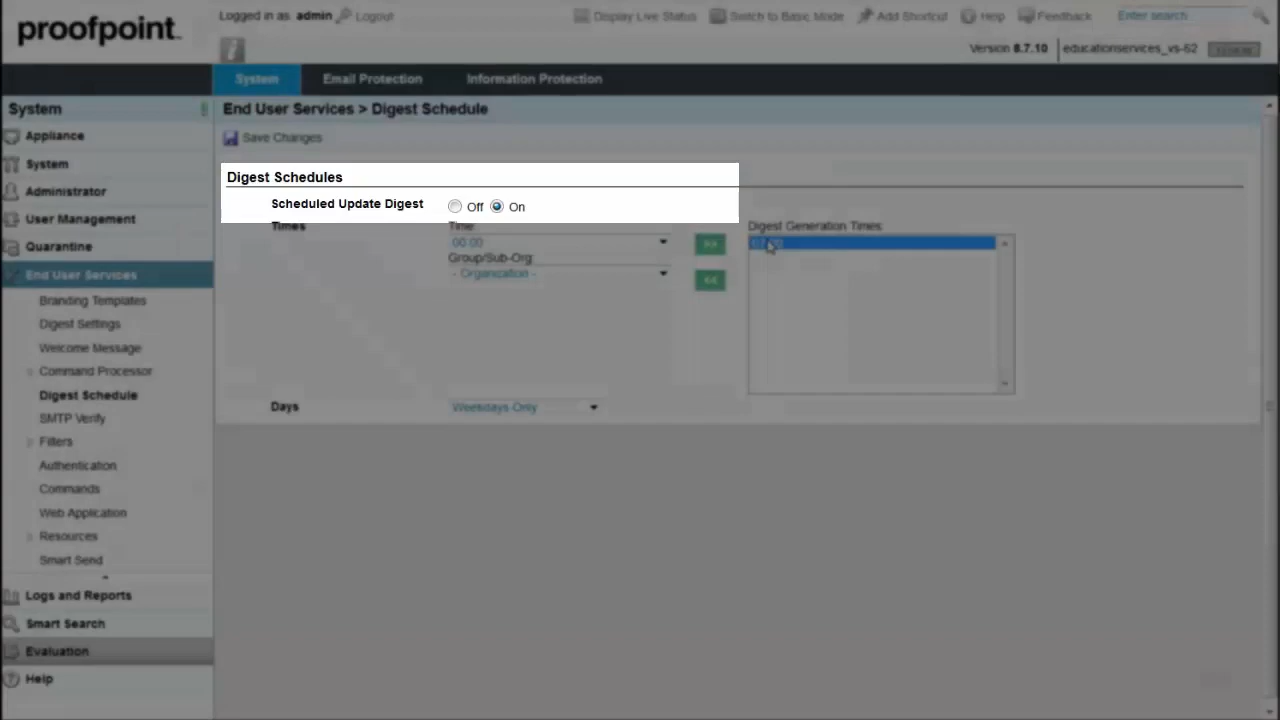 proofpoint
Logged in as admin Logout
Display Live Status Switch to Basic Mode Add Shortcut Help Feedback Enter search
Version 8.7.10 educationservices_vs-52
System Email Protection Information Protection
System
Appliance
System
Administrator
User Management
Quarantine
End User Services
Branding Templates
Digest Settings
Welcome Message
Command Processor
Digest Schedule
SMTP Verify
Filters
Authentication
Commands
Web Application
Resources
Smart Send
Logs and Reports
Smart Search
Evaluation
Help
End User Services > Digest Schedule
Save Changes
Digest Schedules
Scheduled Update Digest Off On
Times Time Digest Generation Times:
00:00 >>
Group/Sub-Org:
- Organization - <<
Days Weekdays Only